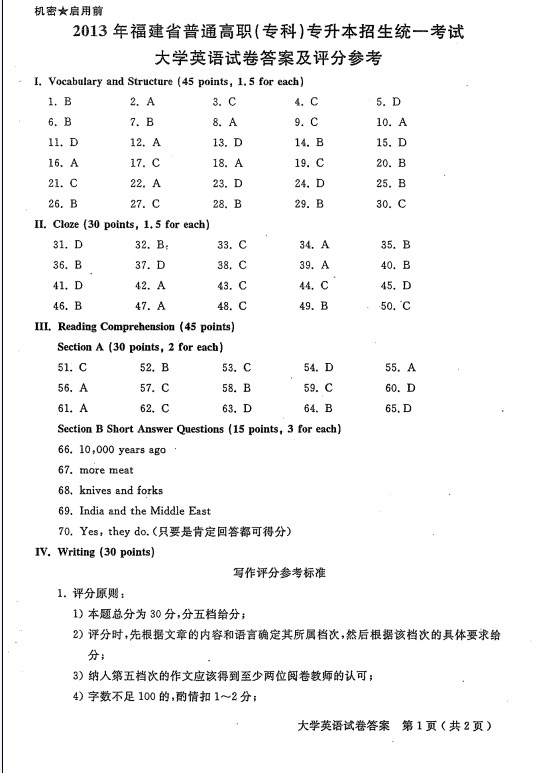 机密★启用前
2013年福建省普通高职(专科)专升本招生统一考试
大学英语试卷答案及评分参考
I. Vocabulary and Structure (45 points, 1.5 for each)
1. B 2. A 3. C 4. C 5. D
6. B 7. B 8. A 9. C 10. A
11. D 12. A 13. D 14. B 15. D
16. A 17. C 18. A 19. C 20. B
21. C 22. A 23. D 24. D 25. B
26. B 27. C 28. B 29. B 30. C
II. Cloze (30 points, 1.5 for each)
31. D 32. B 33. C 34. A 35. B
36. B 37. D 38. C 39. A 40. B
41. D 42. A 43. C 44. C 45. D
46. B 47. A 48. C 49. B 50. C
III. Reading Comprehension (45 points)
Section A (30 points, 2 for each)
51. C 52. B 53. C 54. D 55. A
56. A 57. C 58. B 59. C 60. D
61. A 62. C 63. D 64. B 65. D
Section B Short Answer Questions (15 points, 3 for each)
66. 10,000 years ago
67. more meat
68. knives and forks
69. India and the Middle East
70. Yes, they do.(只要是肯定回答都可得分)
IV. Writing (30 points)
写作评分参考标准
1. 评分原则:
1) 本题总分为30分,分五档给分;
2) 评分时,先根据文章的内容和语言确定其所属档次,然后根据该档次的具体要求给
分;
3) 纳入第五档次的作文应该得到至少两位阅卷教师的认可;
4) 字数不足100的,酌情扣1~2分;
大学英语试卷答案 第1页(共2页)